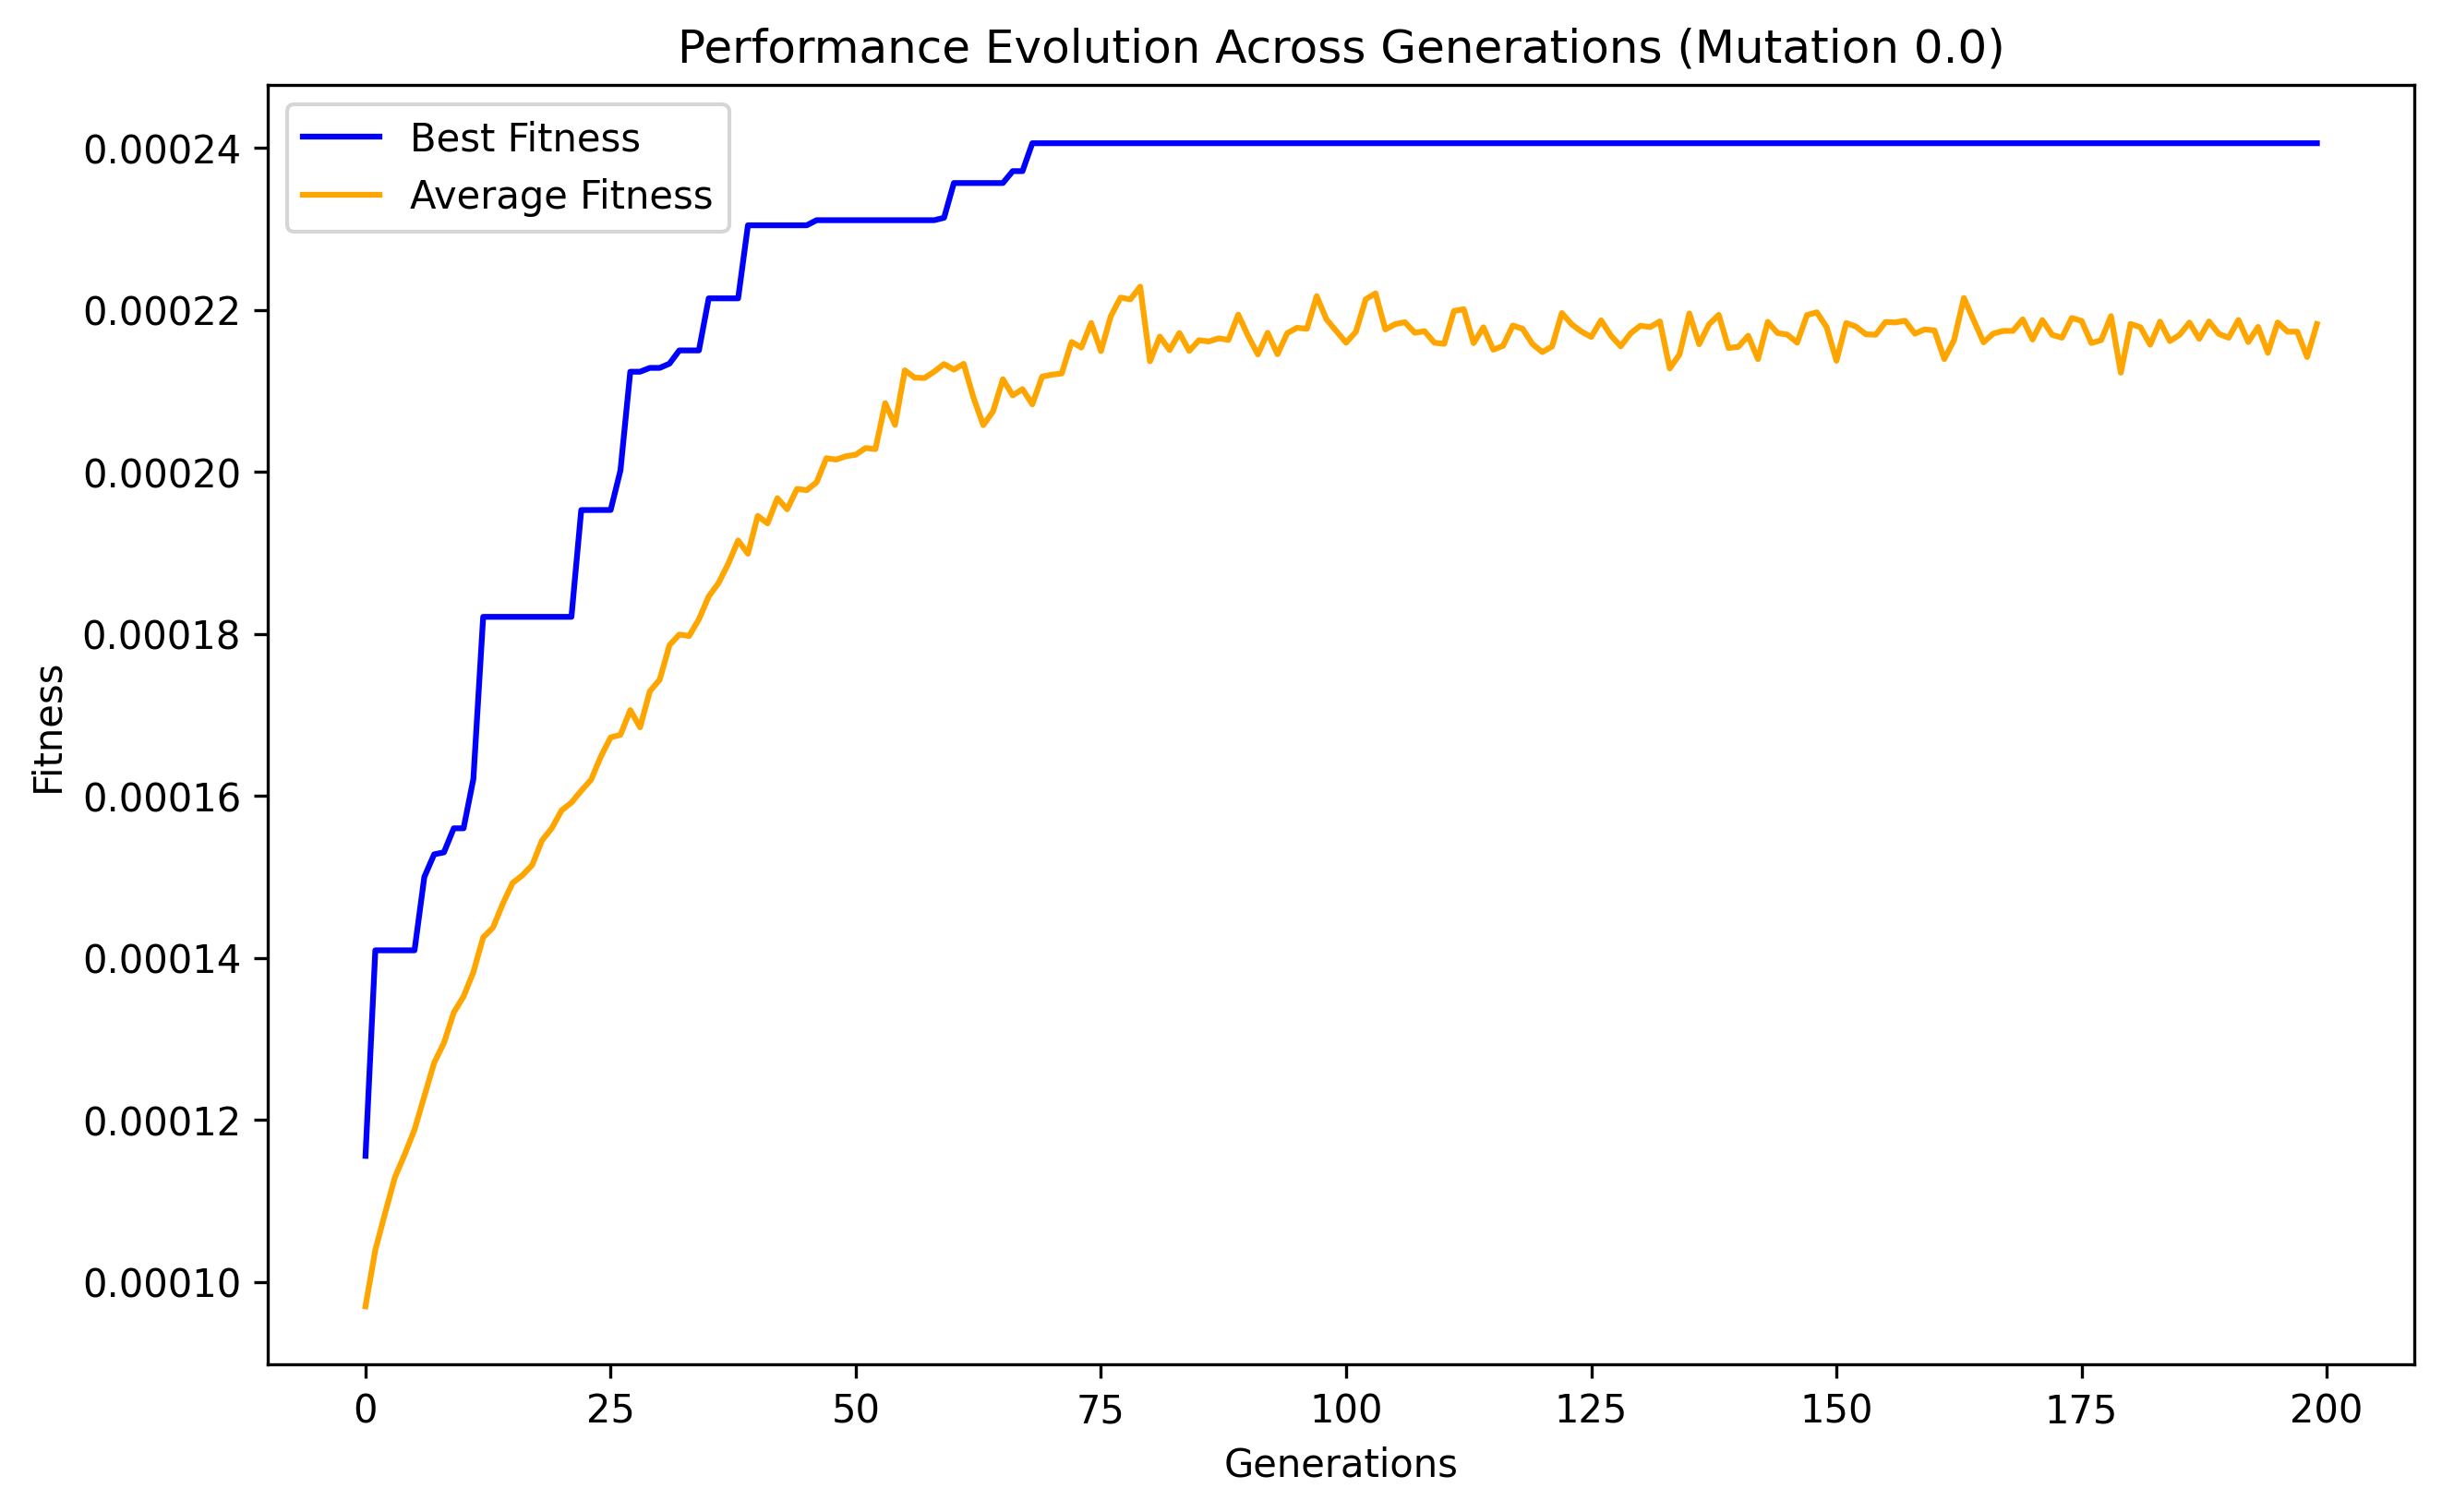 Performance Evolution Across Generations (Mutation 0.0)
Best Fitness
Average Fitness
0.00024
0.00022
0.00020
0.00018
0.00016
0.00014
0.00012
0.00010
Fitness
0 25 50 75 100 125 150 175 200
Generations